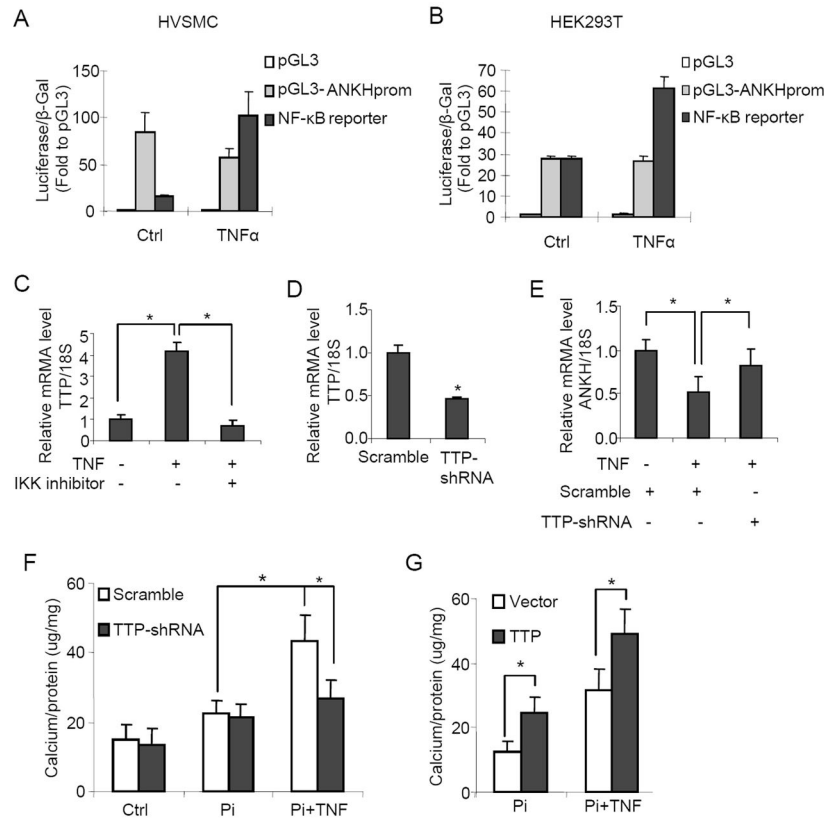 A
HVSMC
Luciferase/β-Gal
(Fold to pGL3)
150
100
50
0
Ctrl
TNFα
pGL3
pGL3-ANKHprom
NF-κB reporter
B
HEK293T
Luciferase/β-Gal
(Fold to pGL3)
70
60
50
40
30
20
10
0
Ctrl
TNFα
pGL3
pGL3-ANKHprom
NF-κB reporter
C
Relative mRMA level
TTP/18S
5
4
3
2
1
0
* *
TNF - + +
IKK inhibitor - - +
D
Relative mRMA level
TTP/18S
1.5
1.0
0.5
0.0
*
Scramble TTP-
shRNA
E
Relative mRMA level
ANKH/18S
1.5
1.0
0.5
0.0
* *
TNF - + +
Scramble + + -
TTP-shRNA - - +
F
Calcium/protein (ug/mg)
60
40
20
0
Scramble
TTP-shRNA
* *
Ctrl Pi Pi+TNF
G
Calcium/protein (ug/mg)
60
40
20
0
Vector
TTP
*
*
Pi Pi+TNF